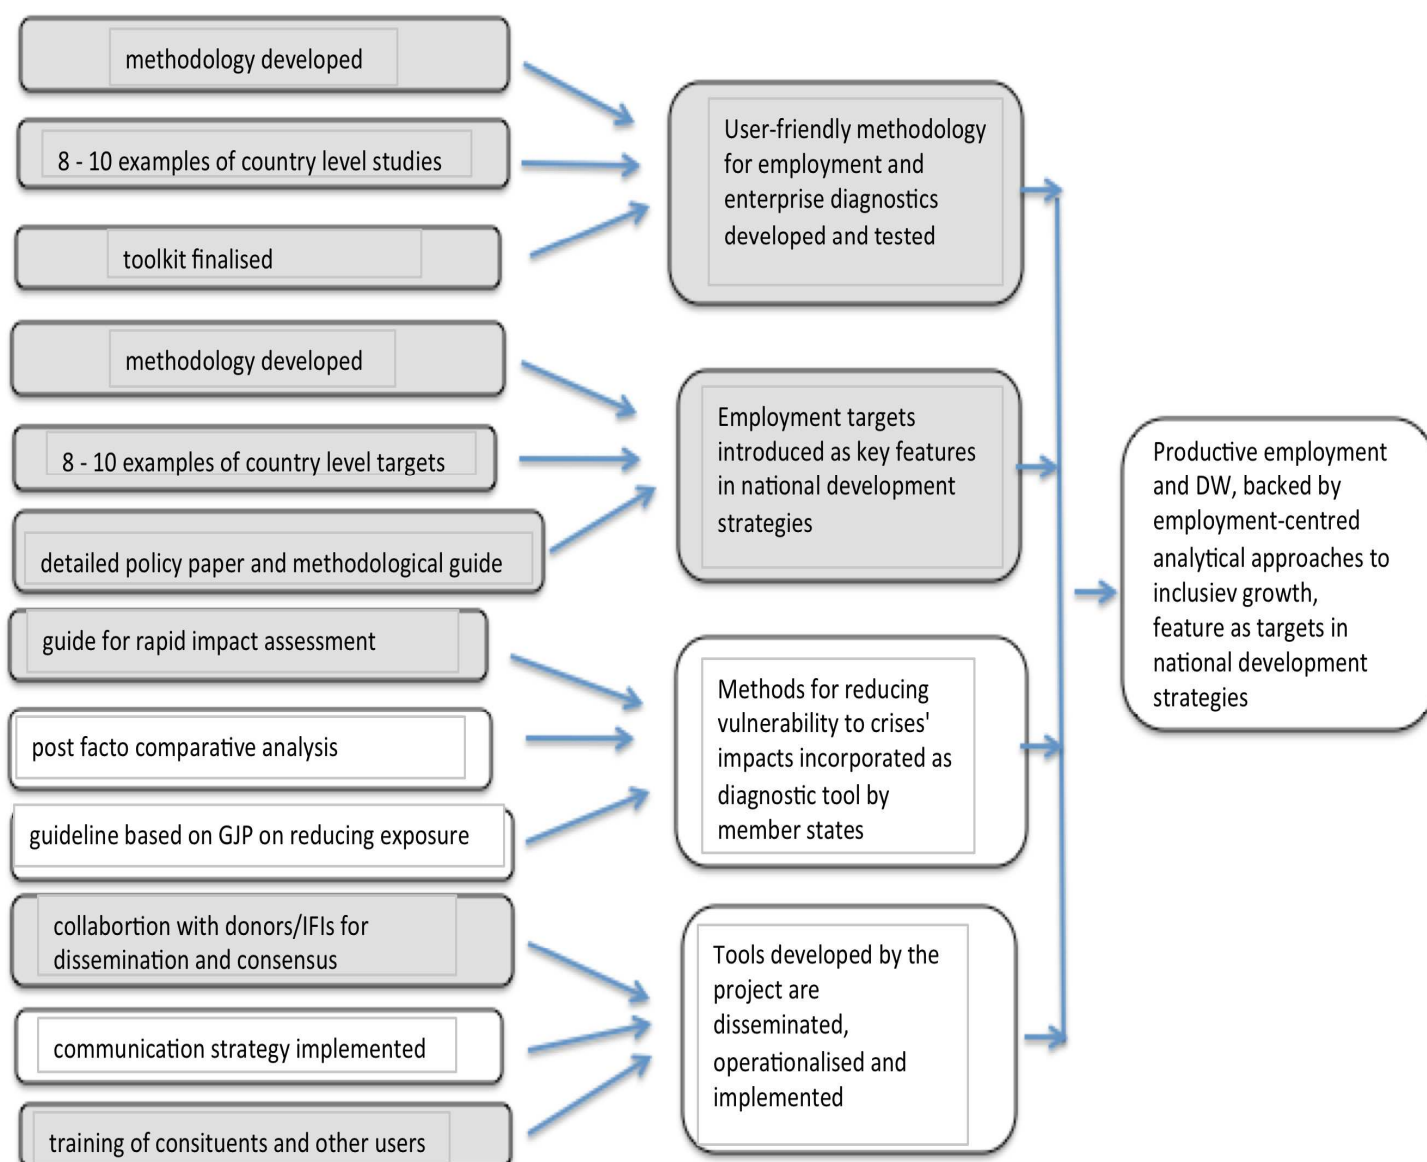 methodology developed
8 - 10 examples of country level studies
toolkit finalised
methodology developed
8 - 10 examples of country level targets
detailed policy paper and methodological guide
guide for rapid impact assessment
post facto comparative analysis
guideline based on GJP on reducing exposure
collabortion with donors/IFIs for
dissemination and consensus
communication strategy implemented
training of consituents and other users
User-friendly methodology
for employment and
enterprise diagnostics
developed and tested
Employment targets
introduced as key features
in national development
strategies
Methods for reducing
vulnerability to crises'
impacts incorporated as
diagnostic tool by
member states
Tools developed by the
project are
disseminated,
operationalised and
implemented
Productive employment
and DW, backed by
employment-centred
analytical approaches to
inclusiev growth,
feature as targets in
national development
strategies